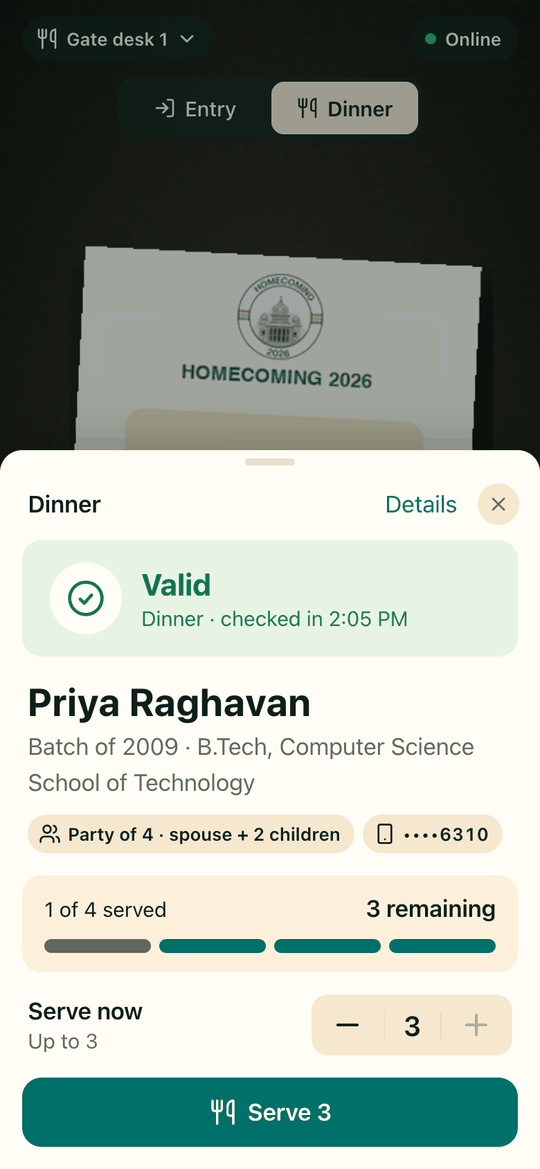 Gate desk 1
Online
Entry
Dinner
HOMECOMING
2026
HOMECOMING 2026
Dinner
Details
Valid
Dinner · checked in 2:05 PM
Priya Raghavan
Batch of 2009 · B.Tech, Computer Science
School of Technology
Party of 4 · spouse + 2 children
••••6310
1 of 4 served
3 remaining
Serve now
Up to 3
3
Serve 3